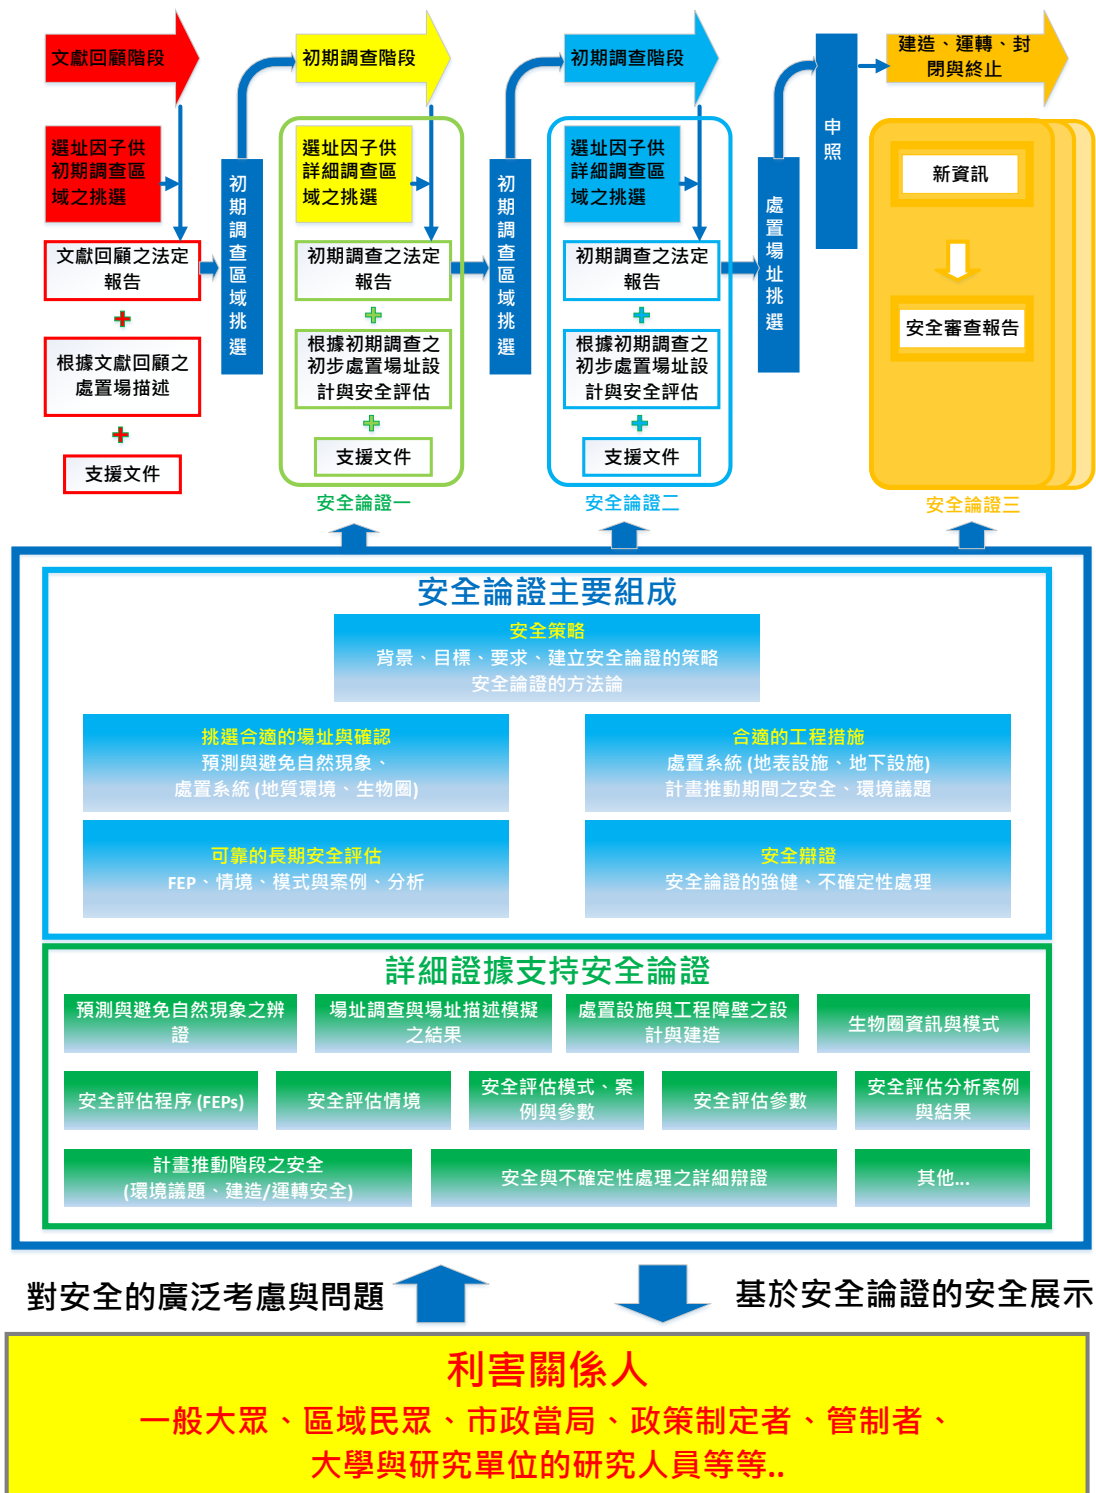 文獻回顧階段
選址因子供
初期調查區
域之挑選
文獻回顧之法定
報告
根據文獻回顧之
處置場描述
支援文件
初期調查區域挑選
初期調查階段
選址因子供
詳細調查區
域之挑選
初期調查之法定
報告
根據初期調查之
初步處置場址設
計與安全評估
支援文件
安全論證一
初期調查區域挑選
初期調查階段
選址因子供
詳細調查區
域之挑選
初期調查之法定
報告
根據初期調查之
初步處置場址設
計與安全評估
支援文件
安全論證二
處置場址挑選
申照
建造、運轉、封
閉與終止
新資訊
安全審查報告
安全論證三
安全論證主要組成
安全策略
背景、目標、要求、建立安全論證的策略
安全論證的方法論
挑選合適的場址與確認
預測與避免自然現象、
處置系統 (地質環境、生物圈)
合適的工程措施
處置系統 (地表設施、地下設施)
計畫推動期間之安全、環境議題
可靠的長期安全評估
FEP、情境、模式與案例、分析
安全辯證
安全論證的強健、不確定性處理
詳細證據支持安全論證
預測與避免自然現象之辨
證
場址調查與場址描述模擬
之結果
處置設施與工程障壁之設
計與建造
生物圈資訊與模式
安全評估程序 (FEPs)
安全評估情境
安全評估模式、案
例與參數
安全評估參數
安全評估分析案例
與結果
計畫推動階段之安全
(環境議題、建造/運轉安全)
安全與不確定性處理之詳細辯證
其他...
對安全的廣泛考慮與問題
基於安全論證的安全展示
利害關係人
一般大眾、區域民眾、市政當局、政策制定者、管制者、
大學與研究單位的研究人員等等..